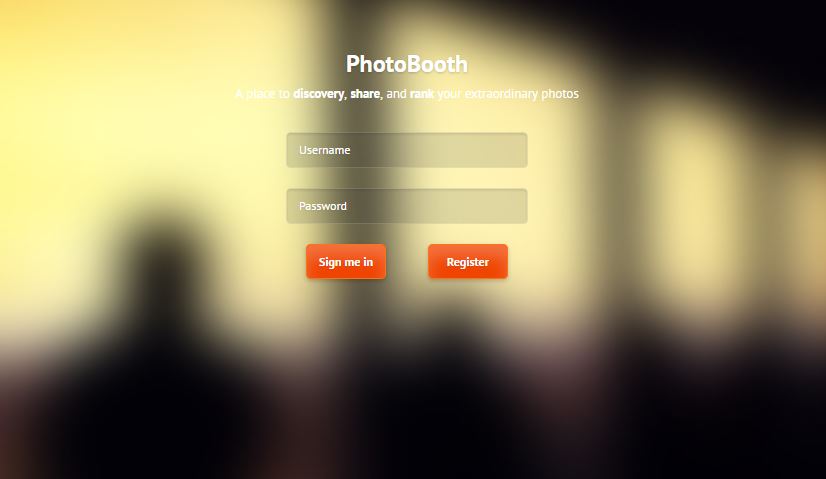 PhotoBooth
A place to discovery, share, and rank your extraordinary photos
Username
Password
Sign me in
Register